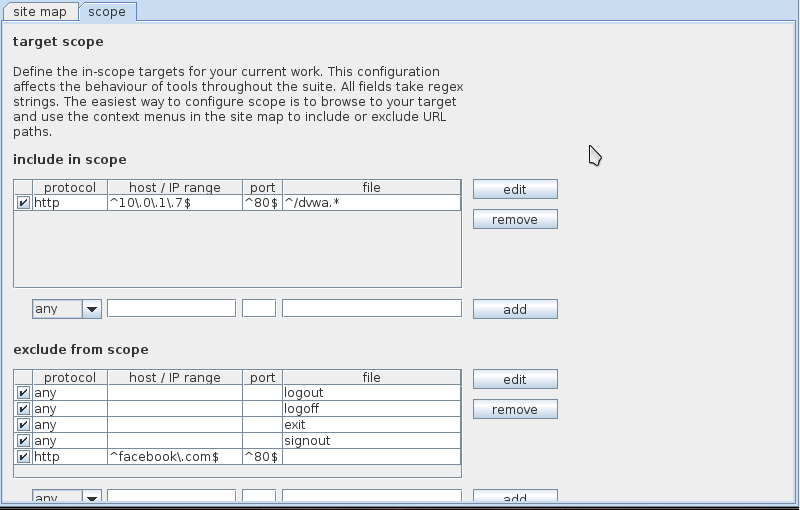 site map scope
target scope
Define the in-scope targets for your current work. This configuration
affects the behaviour of tools throughout the suite. All fields take regex
strings. The easiest way to configure scope is to browse to your target
and use the context menus in the site map to include or exclude URL
paths.
include in scope
protocol host / IP range port file
http ^10\.0\.1\.7$ ^80$ ^/dvwa.*
edit
remove
any
add
exclude from scope
protocol host / IP range port file
any logout
any logoff
any exit
any signout
http ^facebook\.com$ ^80$
edit
remove
any
add